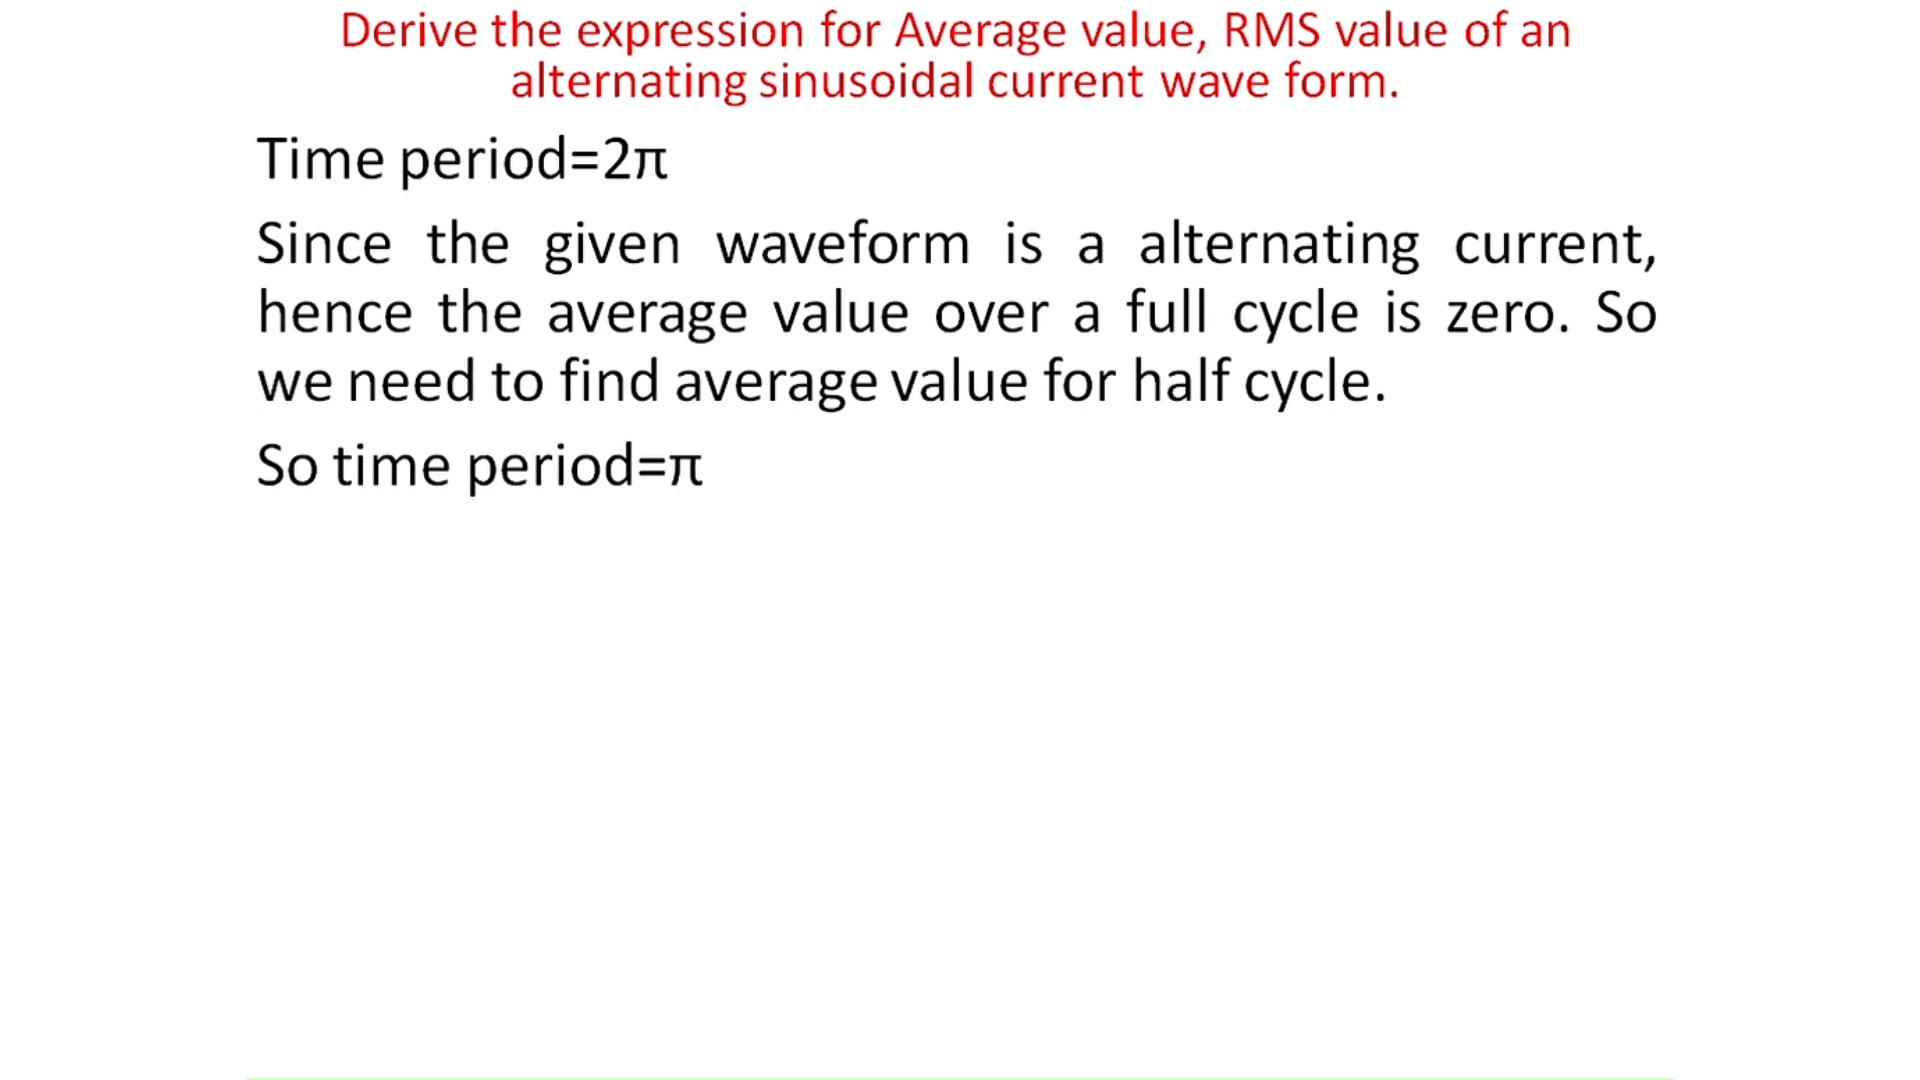 Derive the expression for Average value, RMS value of an
alternating sinusoidal current wave form.
Time period=2π
Since the given waveform is a alternating current,
hence the average value over a full cycle is zero. So
we need to find average value for half cycle.
So time period=π